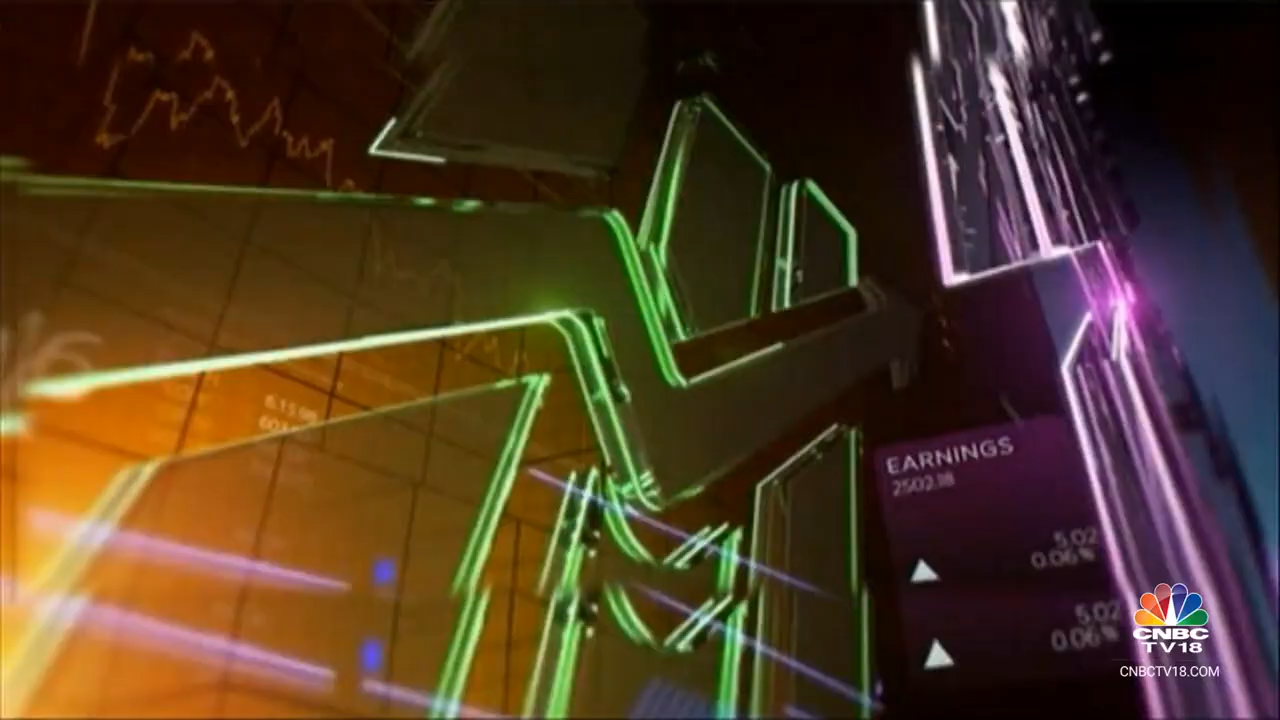 EARNINGS
2502.18
5.02
0.06%
5.02
0.06%
CNBC
TV18
CNBCTV18.COM